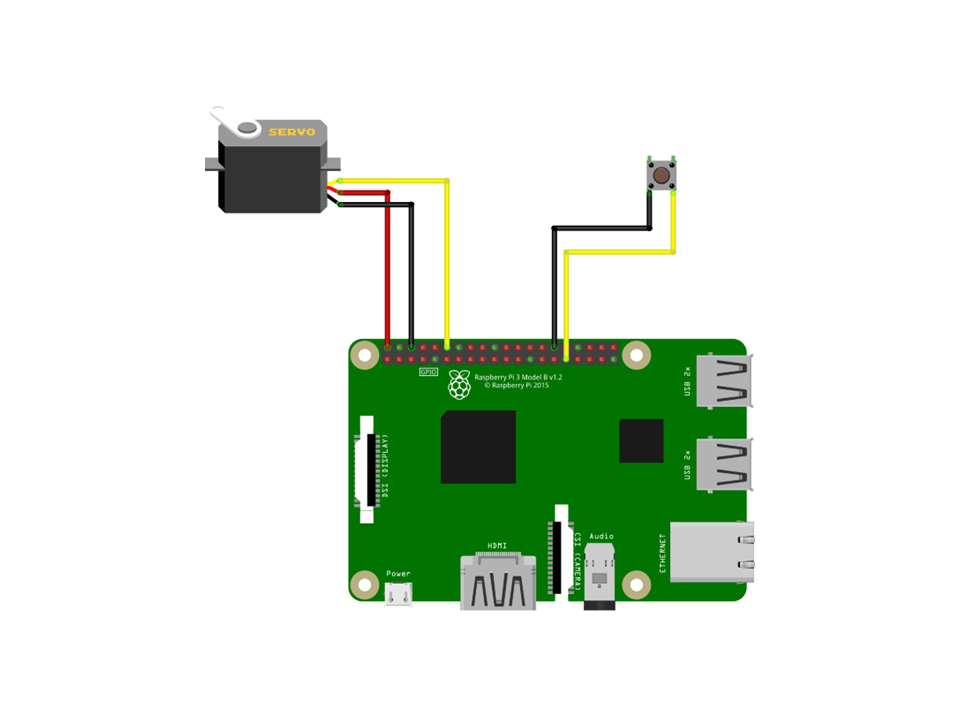 SERVO
GPIO
Raspberry Pi 3 Model B v1.2
© Raspberry Pi 2015
USB 2x
DSI (DISPLAY)
USB 2x
HDMI
CSI (CAMERA)
Audio
ETHERNET
Power